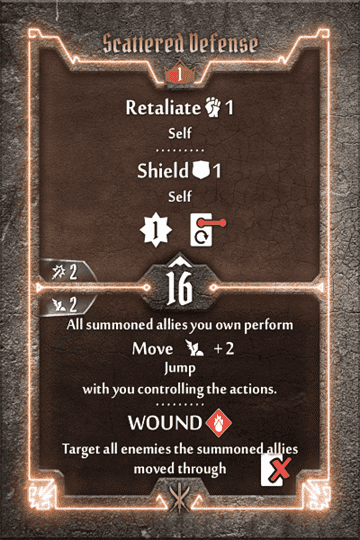 Scattered Defense
1
Retaliate 1
Self
Shield 1
Self
1
2
16
2
All summoned allies you own perform
Move +2
Jump
with you controlling the actions.
WOUND
Target all enemies the summoned allies
moved through